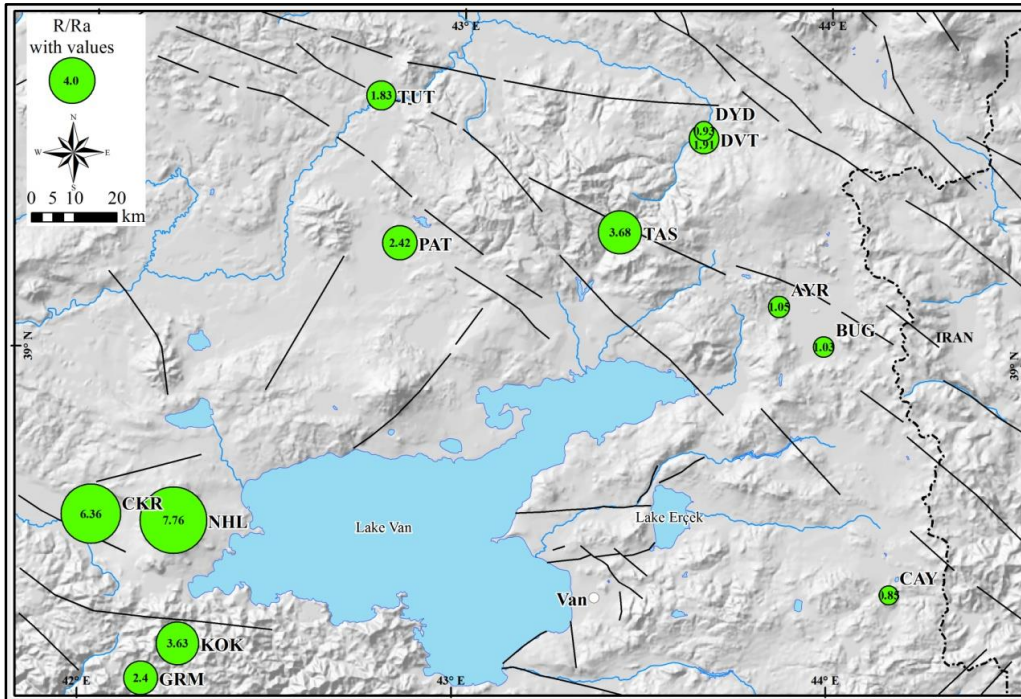 43° E
44° E
R/Ra
with values
4.0
N
W
E
S
0 5 10 20
km
1.83
TUT
DYD
0.93
DVT
1.91
2.42
PAT
3.68
TAS
AYR
1.05
BUG
1.03
IRAN
39° N
39° N
CKR
6.36
7.76
NHL
Lake Van
Lake Erçek
Van
CAY
0.85
3.63
KOK
2.4
GRM
42° E
43° E
44° E